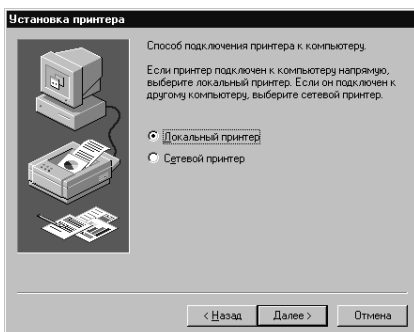 Установка принтера
Способ подключения принтера к компьютеру.
Если принтер подключен к компьютеру напрямую,
выберите локальный принтер. Если он подключен к
другому компьютеру, выберите сетевой принтер.
Локальный принтер
Сетевой принтер
< Назад
Далее >
Отмена